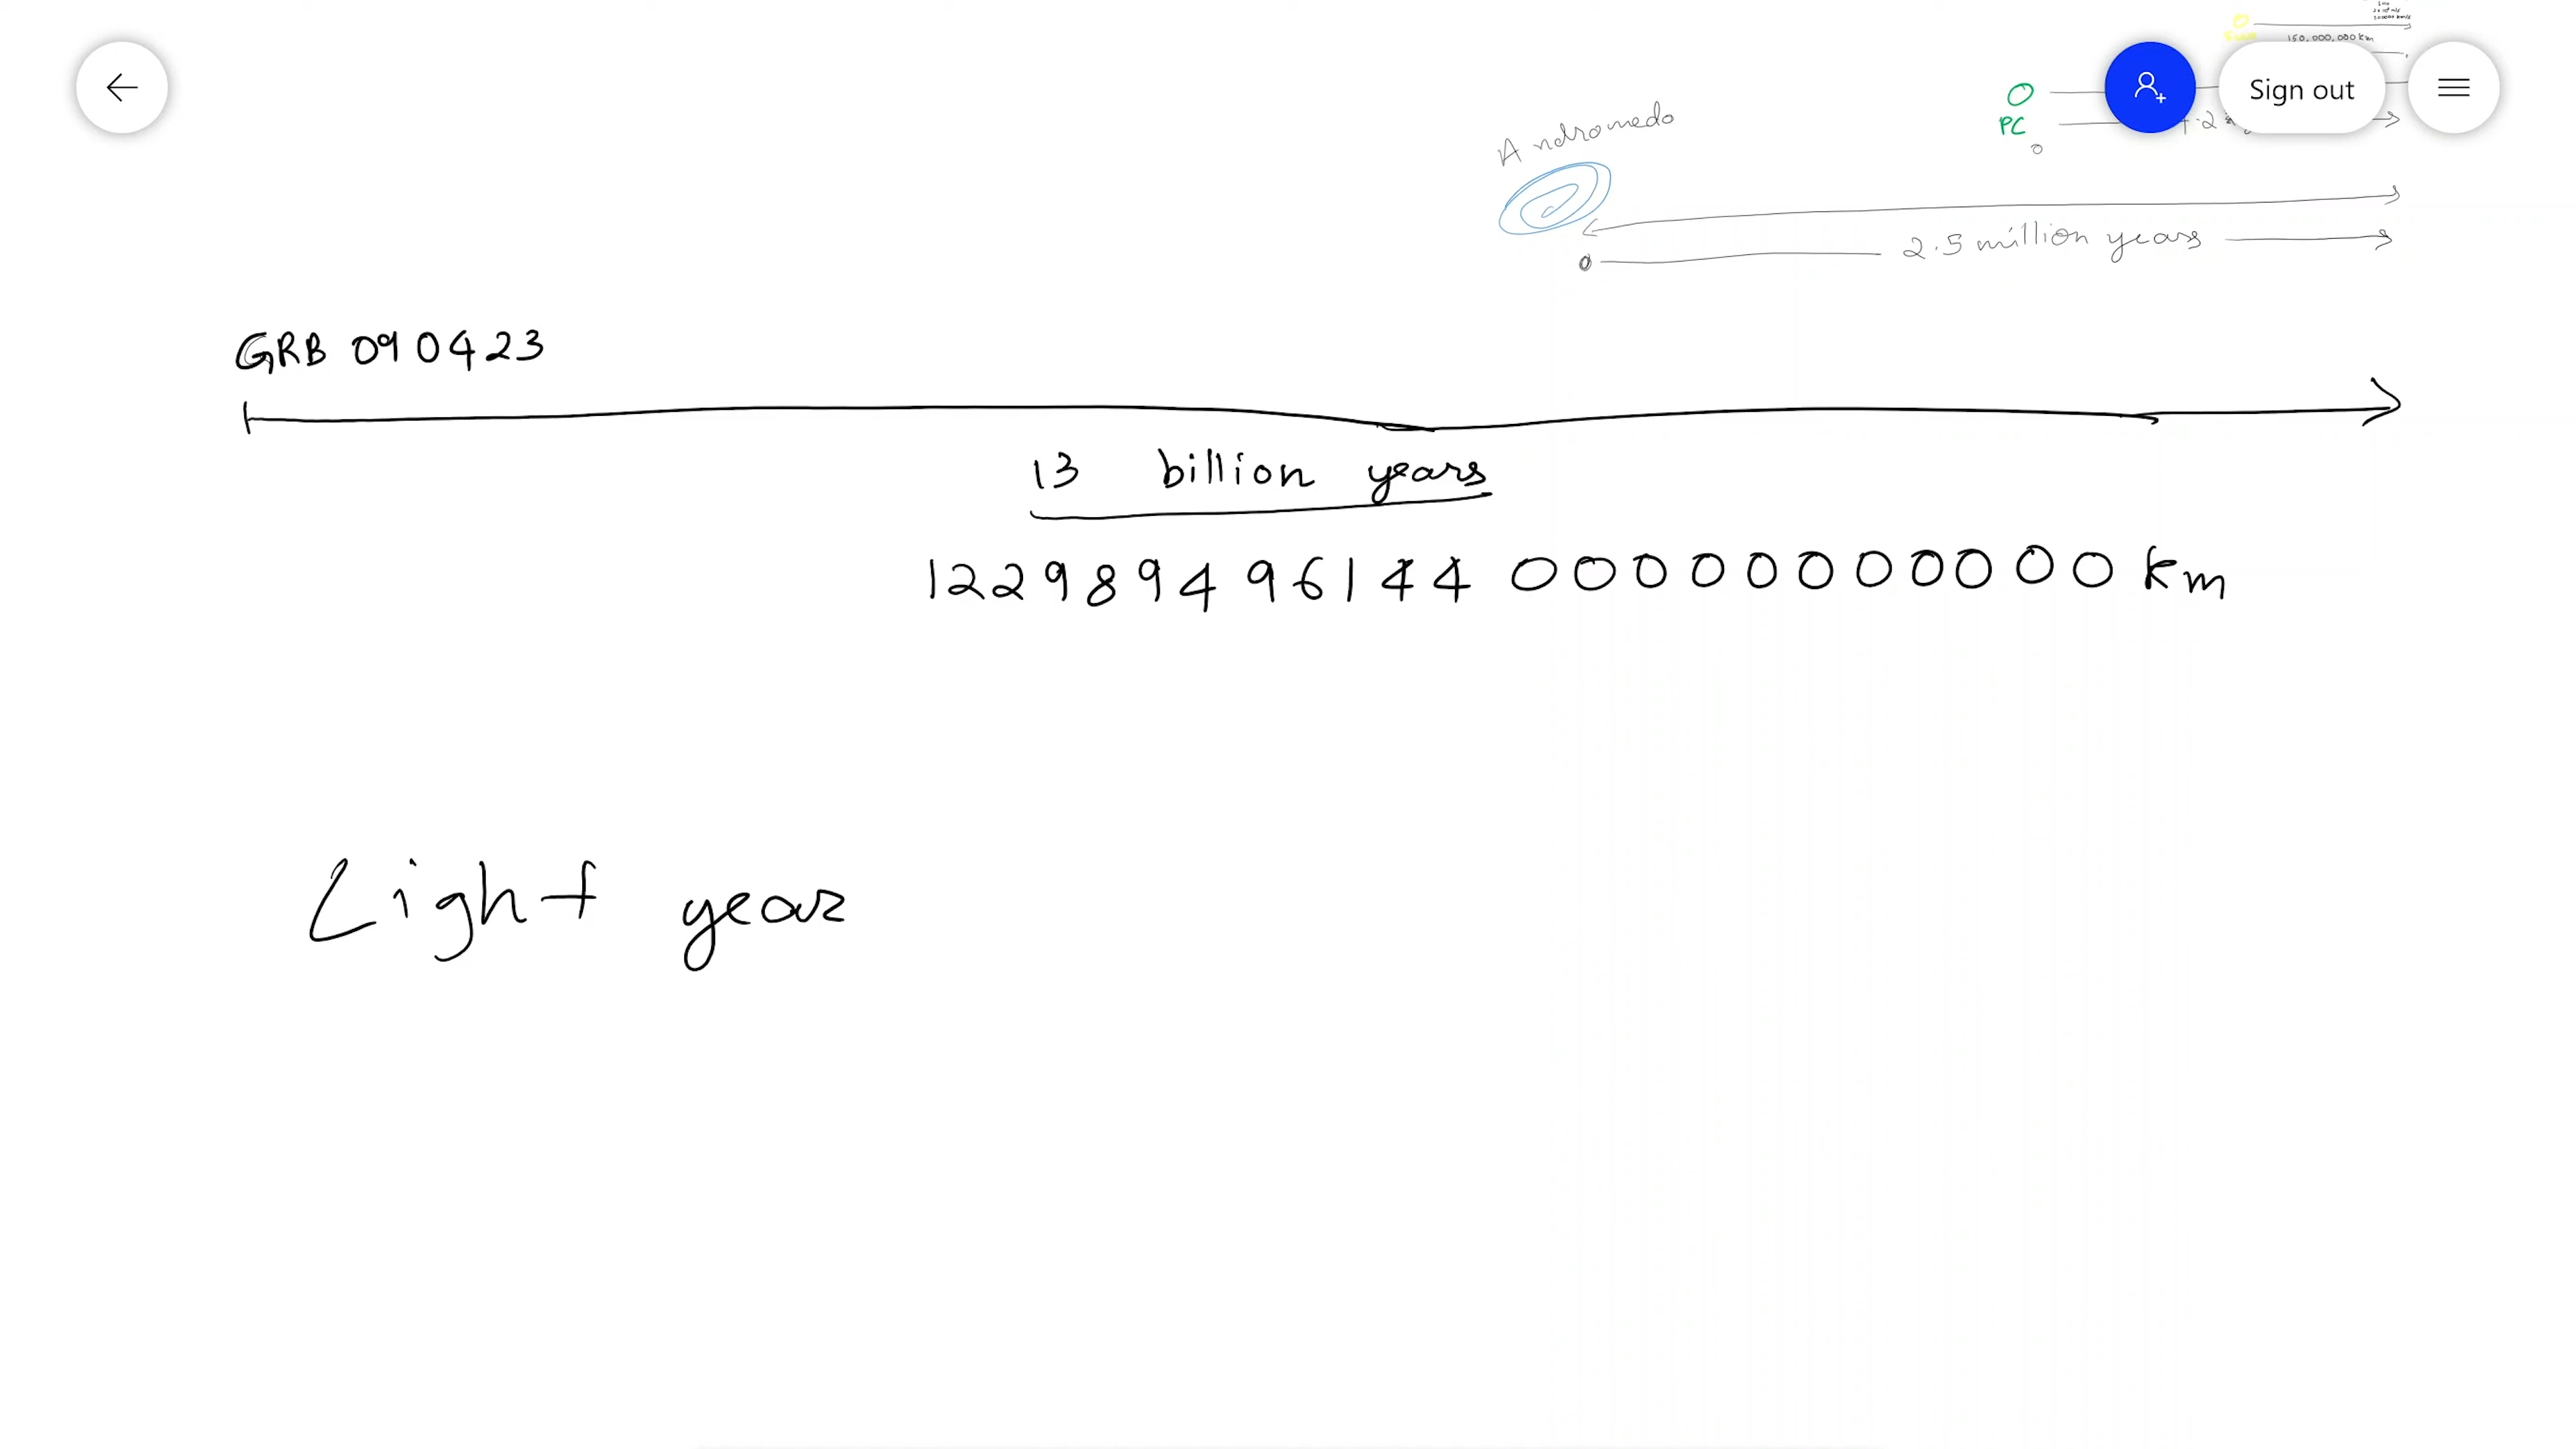 150,000,000 km
Sign out
PC
Andromeda
2.5 million years
GRB 090423
13 billion years
122989496144 00000000000 km
Light year